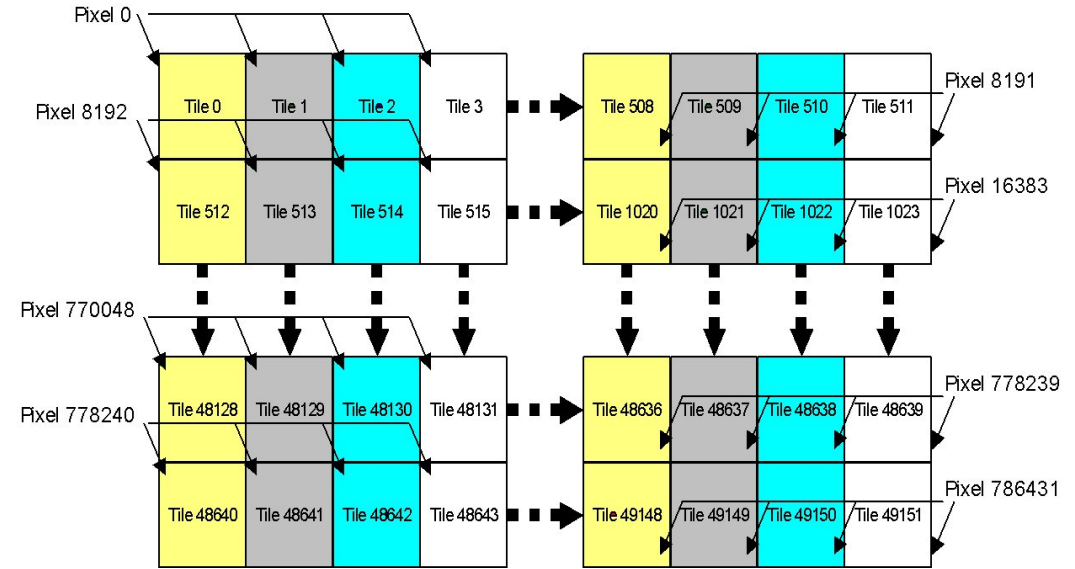 Pixel 0
Pixel 8191
Tile 0 Tile 1 Tile 2 Tile 3 Tile 508 Tile 509 Tile 510 Tile 511
Pixel 8192
Pixel 16383
Tile 512 Tile 513 Tile 514 Tile 515 Tile 1020 Tile 1021 Tile 1022 Tile 1023
Pixel 770048
Pixel 778239
Tile 48128 Tile 48129 Tile 48130 Tile 48131 Tile 48636 Tile 48637 Tile 48638 Tile 48639
Pixel 778240
Pixel 786431
Tile 48640 Tile 48641 Tile 48642 Tile 48643 Tile 49148 Tile 49149 Tile 49150 Tile 49151